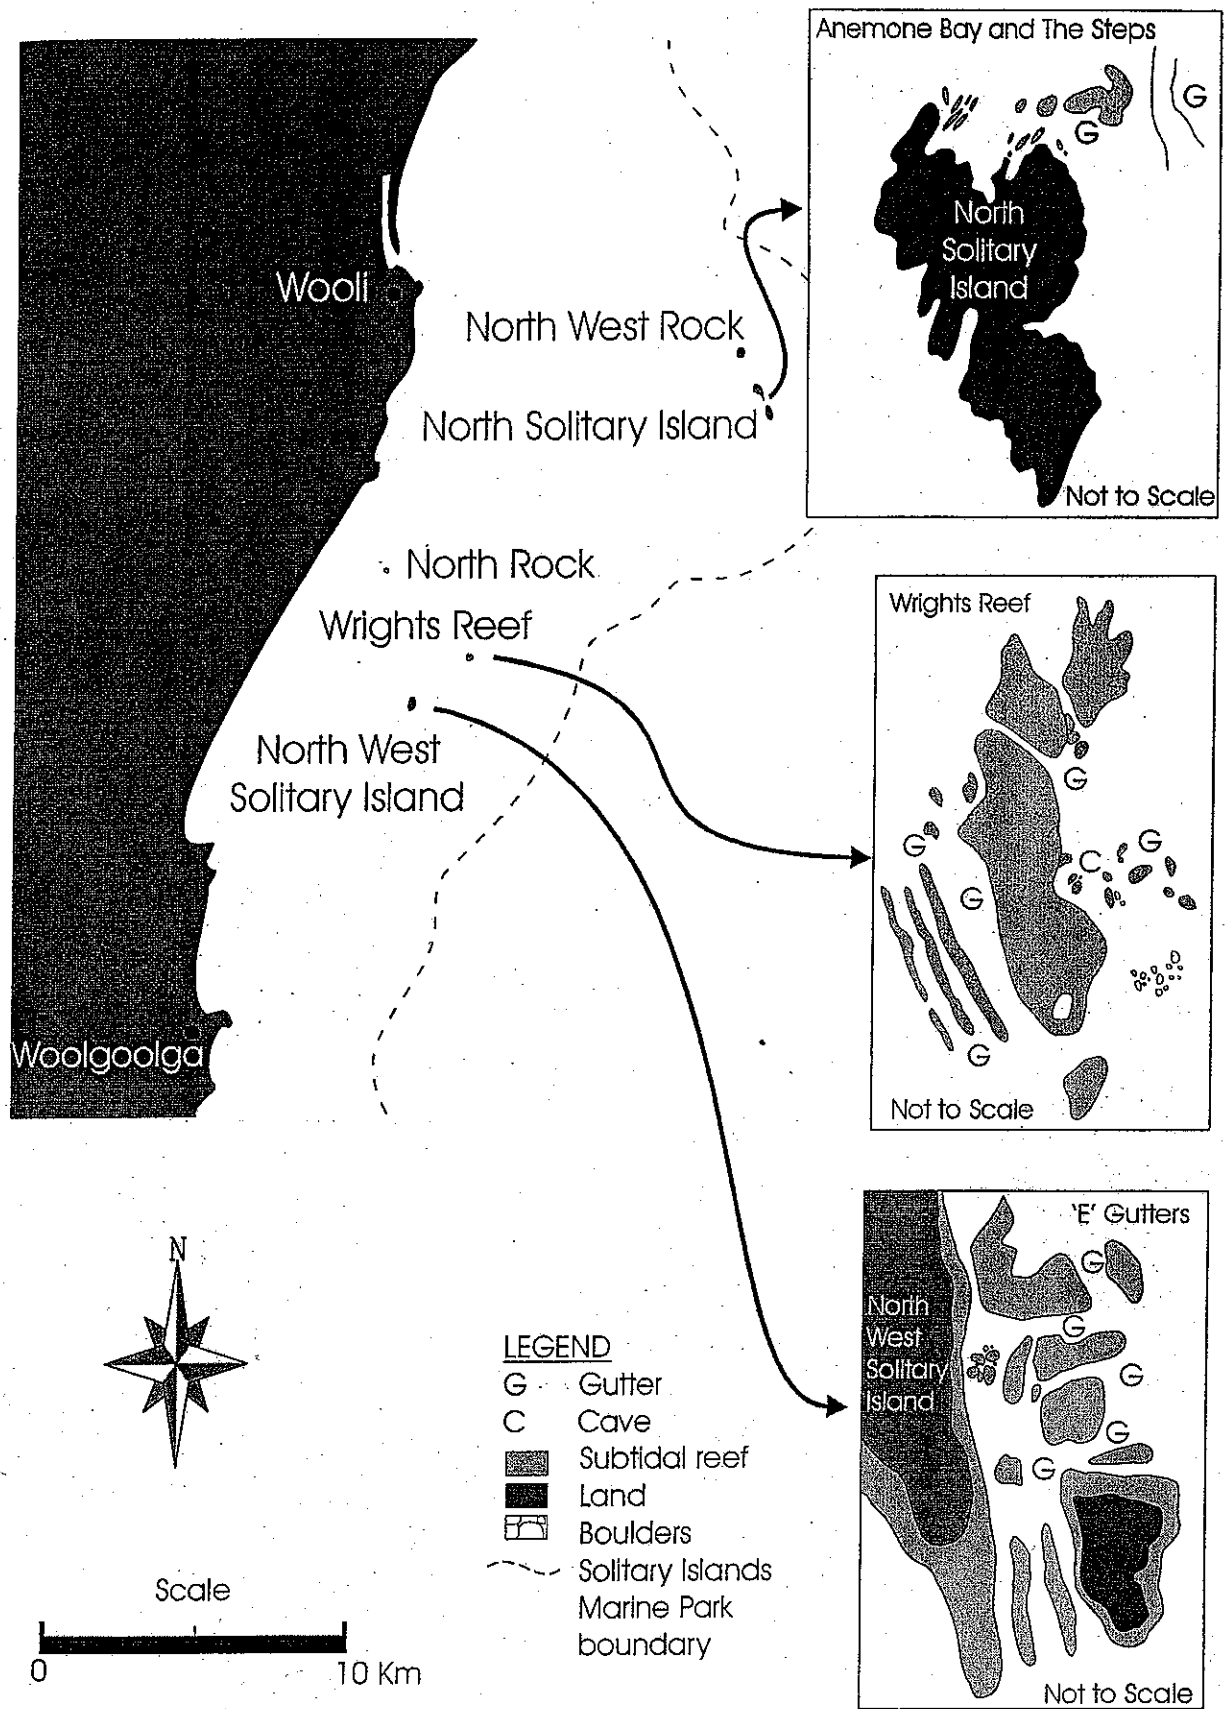 Anemone Bay and The Steps
G
G
North
Solitary
Island
Not to Scale
Wooli
North West Rock
North Solitary Island
North Rock
Wrights Reef
North West
Solitary Island
Woolgoolga
Wrights Reef
G
G
G
C
G
G
Not to Scale
'E' Gutters
G
North
West
Solitary
Island
G
G
G
G
Not to Scale
N
LEGEND
G Gutter
C Cave
Subtidal reef
Land
Boulders
Solitary Islands
Marine Park
boundary
Scale
0 10 Km